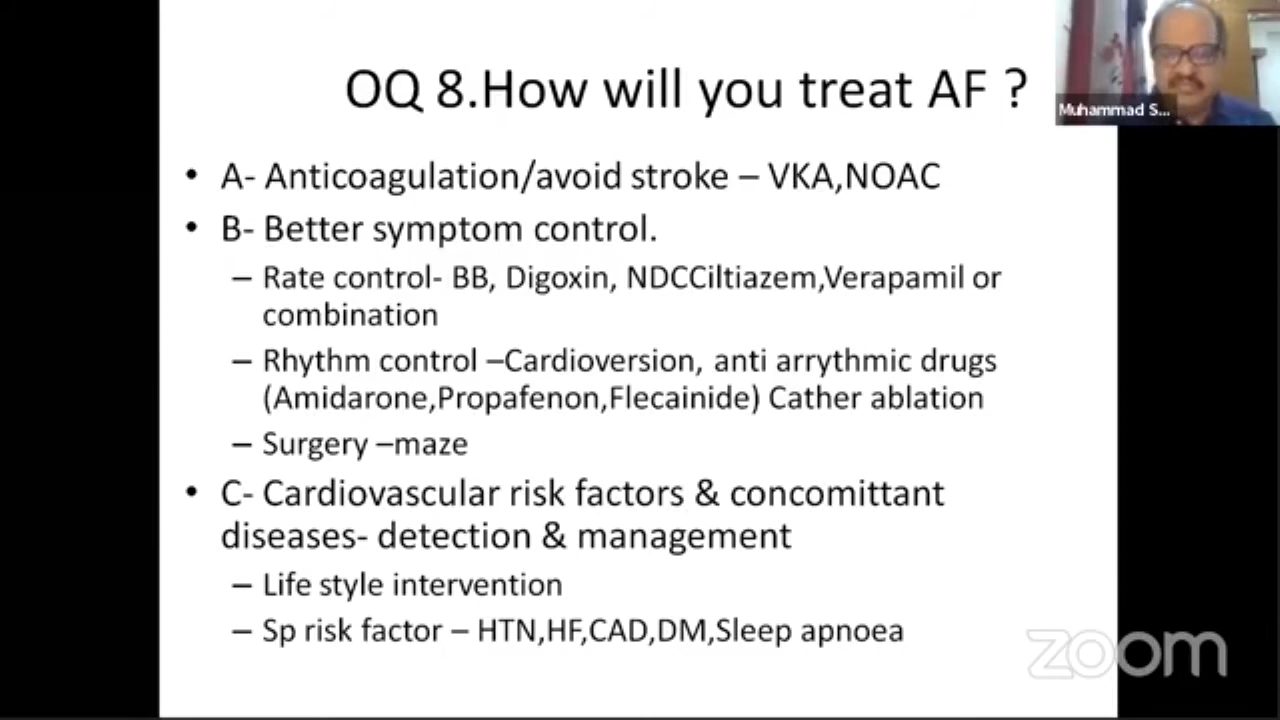 OQ 8.How will you treat AF ?
Muhammad S...
• A- Anticoagulation/avoid stroke – VKA,NOAC
• B- Better symptom control.
– Rate control- BB, Digoxin, NDCCiltiazem,Verapamil or
combination
– Rhythm control –Cardioversion, anti arrythmic drugs
(Amidarone,Propafenon,Flecainide) Cather ablation
– Surgery –maze
• C- Cardiovascular risk factors & concomittant
diseases- detection & management
– Life style intervention
– Sp risk factor – HTN,HF,CAD,DM,Sleep apnoea
zoom